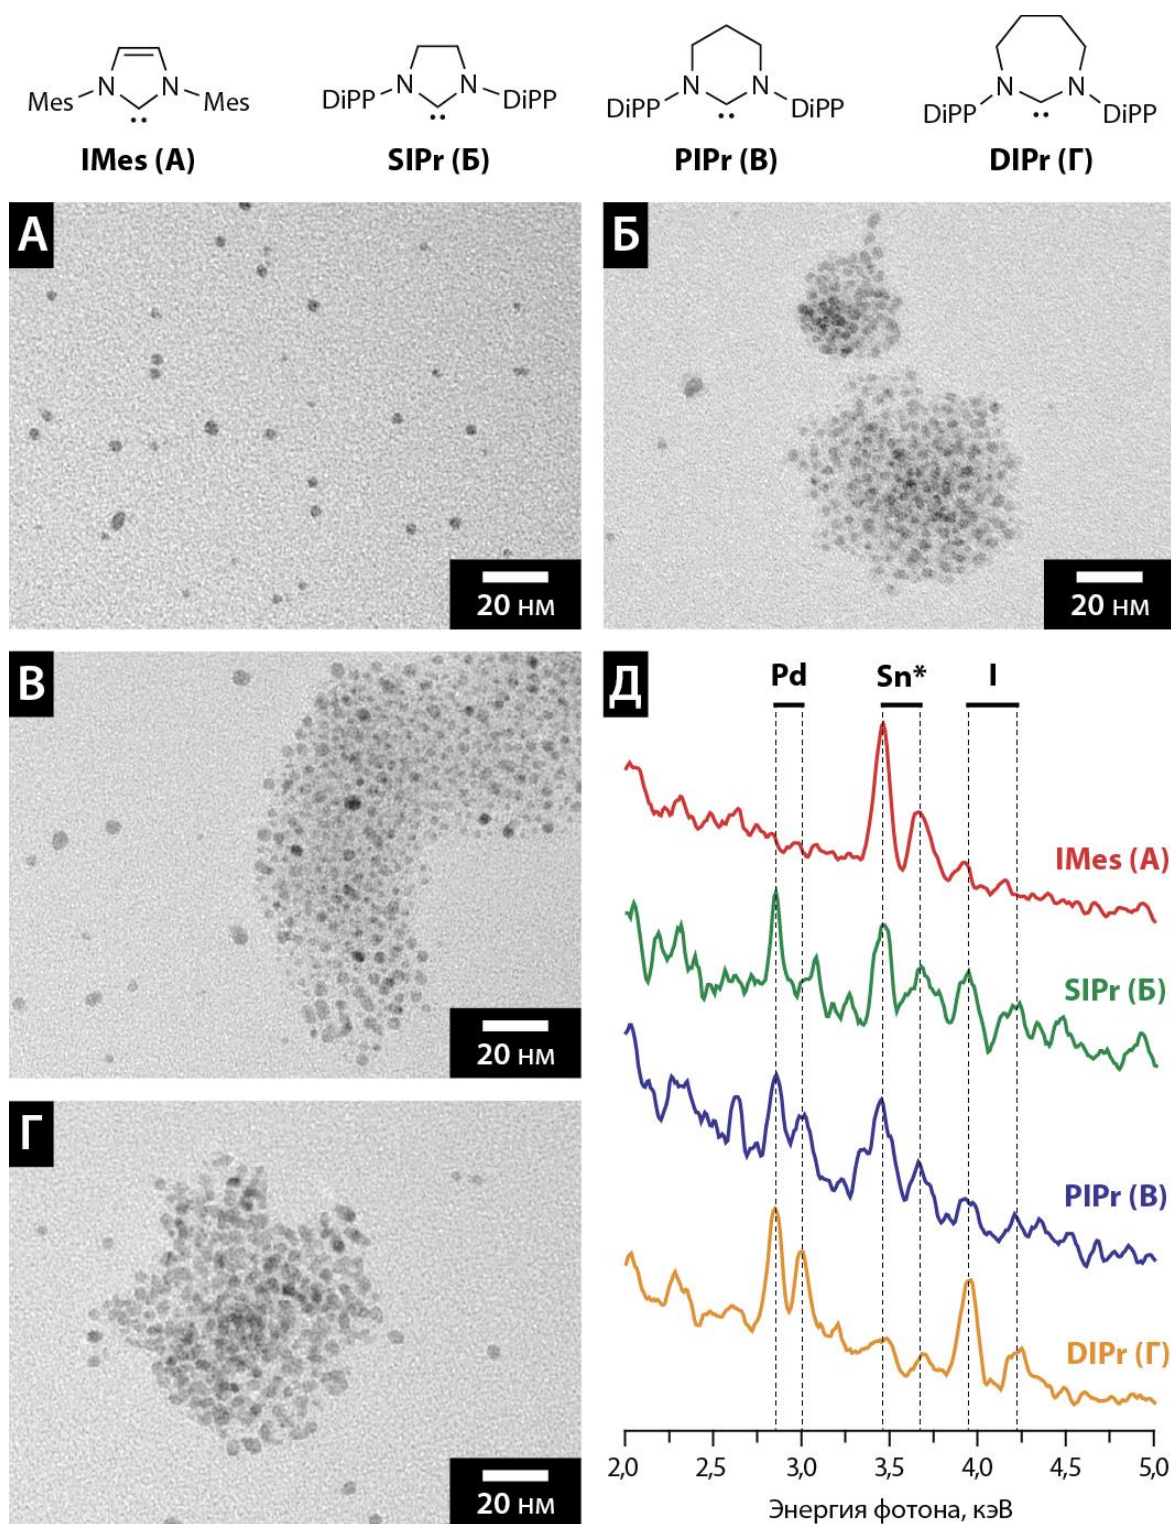 Mes N N Mes
IMes (А)
DiPP N N DiPP
SIPr (Б)
DiPP N N DiPP
PIPr (В)
DiPP N N DiPP
DIPr (Г)
А
20 нм
Б
20 нм
В
20 нм
Г
20 нм
Д
Pd Sn* I
IMes (А)
SIPr (Б)
PIPr (В)
DIPr (Г)
2,0 2,5 3,0 3,5 4,0 4,5 5,0
Энергия фотона, кэВ